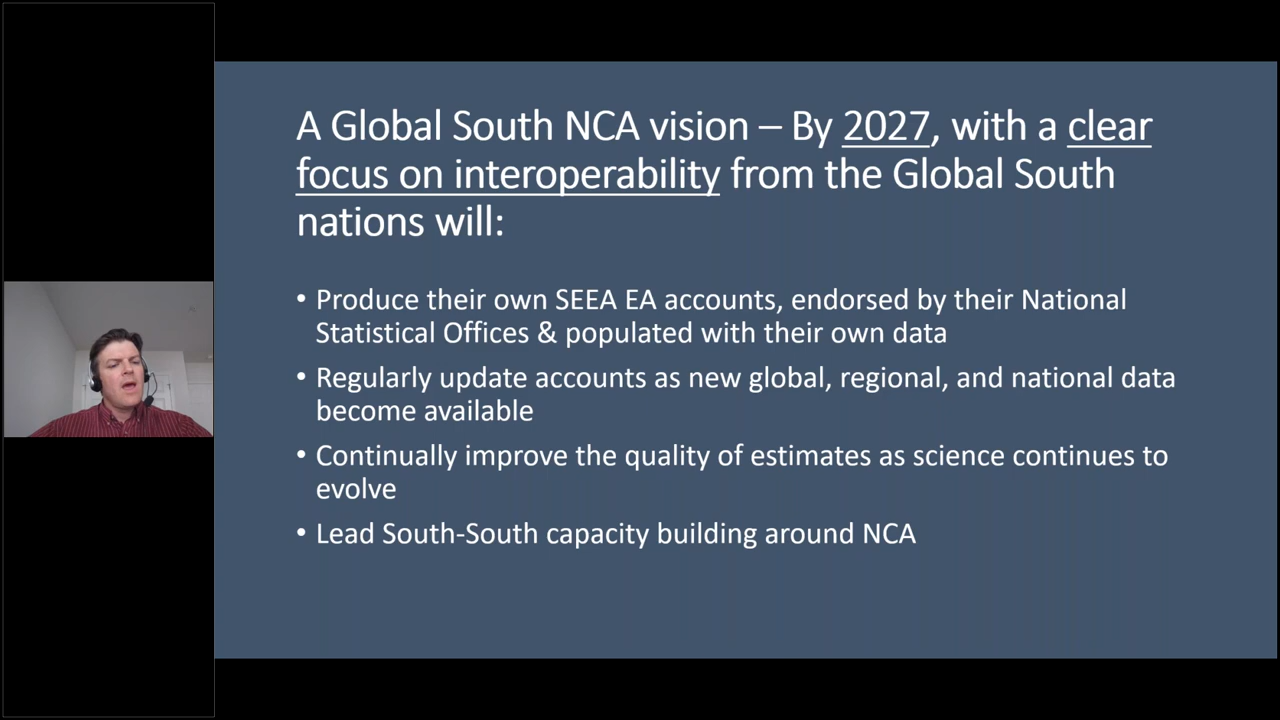 A Global South NCA vision – By 2027, with a clear
focus on interoperability from the Global South
nations will:
• Produce their own SEEA EA accounts, endorsed by their National
Statistical Offices & populated with their own data
• Regularly update accounts as new global, regional, and national data
become available
• Continually improve the quality of estimates as science continues to
evolve
• Lead South-South capacity building around NCA